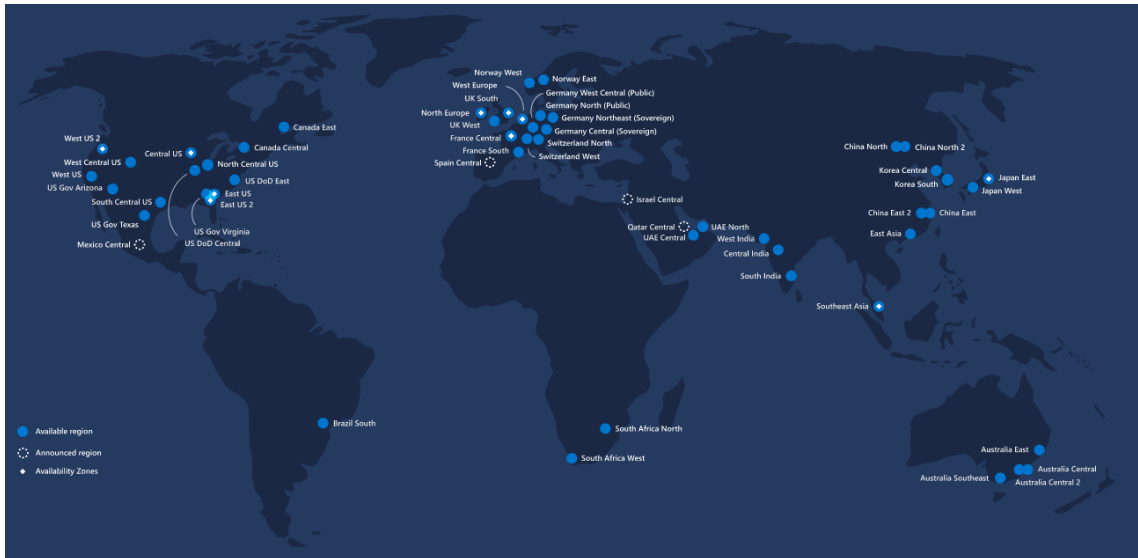 Norway West
Norway East
West Europe
Germany West Central (Public)
UK South
Germany North (Public)
North Europe
Germany Northeast (Sovereign)
UK West
Germany Central (Sovereign)
France Central
Switzerland North
France South
Switzerland West
Spain Central
Canada East
West US 2
Canada Central
Central US
West Central US
North Central US
West US
US DoD East
US Gov Arizona
East US
South Central US
East US 2
US Gov Texas
US Gov Virginia
Mexico Central
US DoD Central
Israel Central
Qatar Central
UAE North
UAE Central
West India
Central India
South India
China North
China North 2
Korea Central
Korea South
Japan East
Japan West
China East 2
China East
East Asia
Southeast Asia
Brazil South
South Africa North
South Africa West
Australia East
Australia Central
Australia Southeast
Australia Central 2
Available region
Announced region
Availability Zones